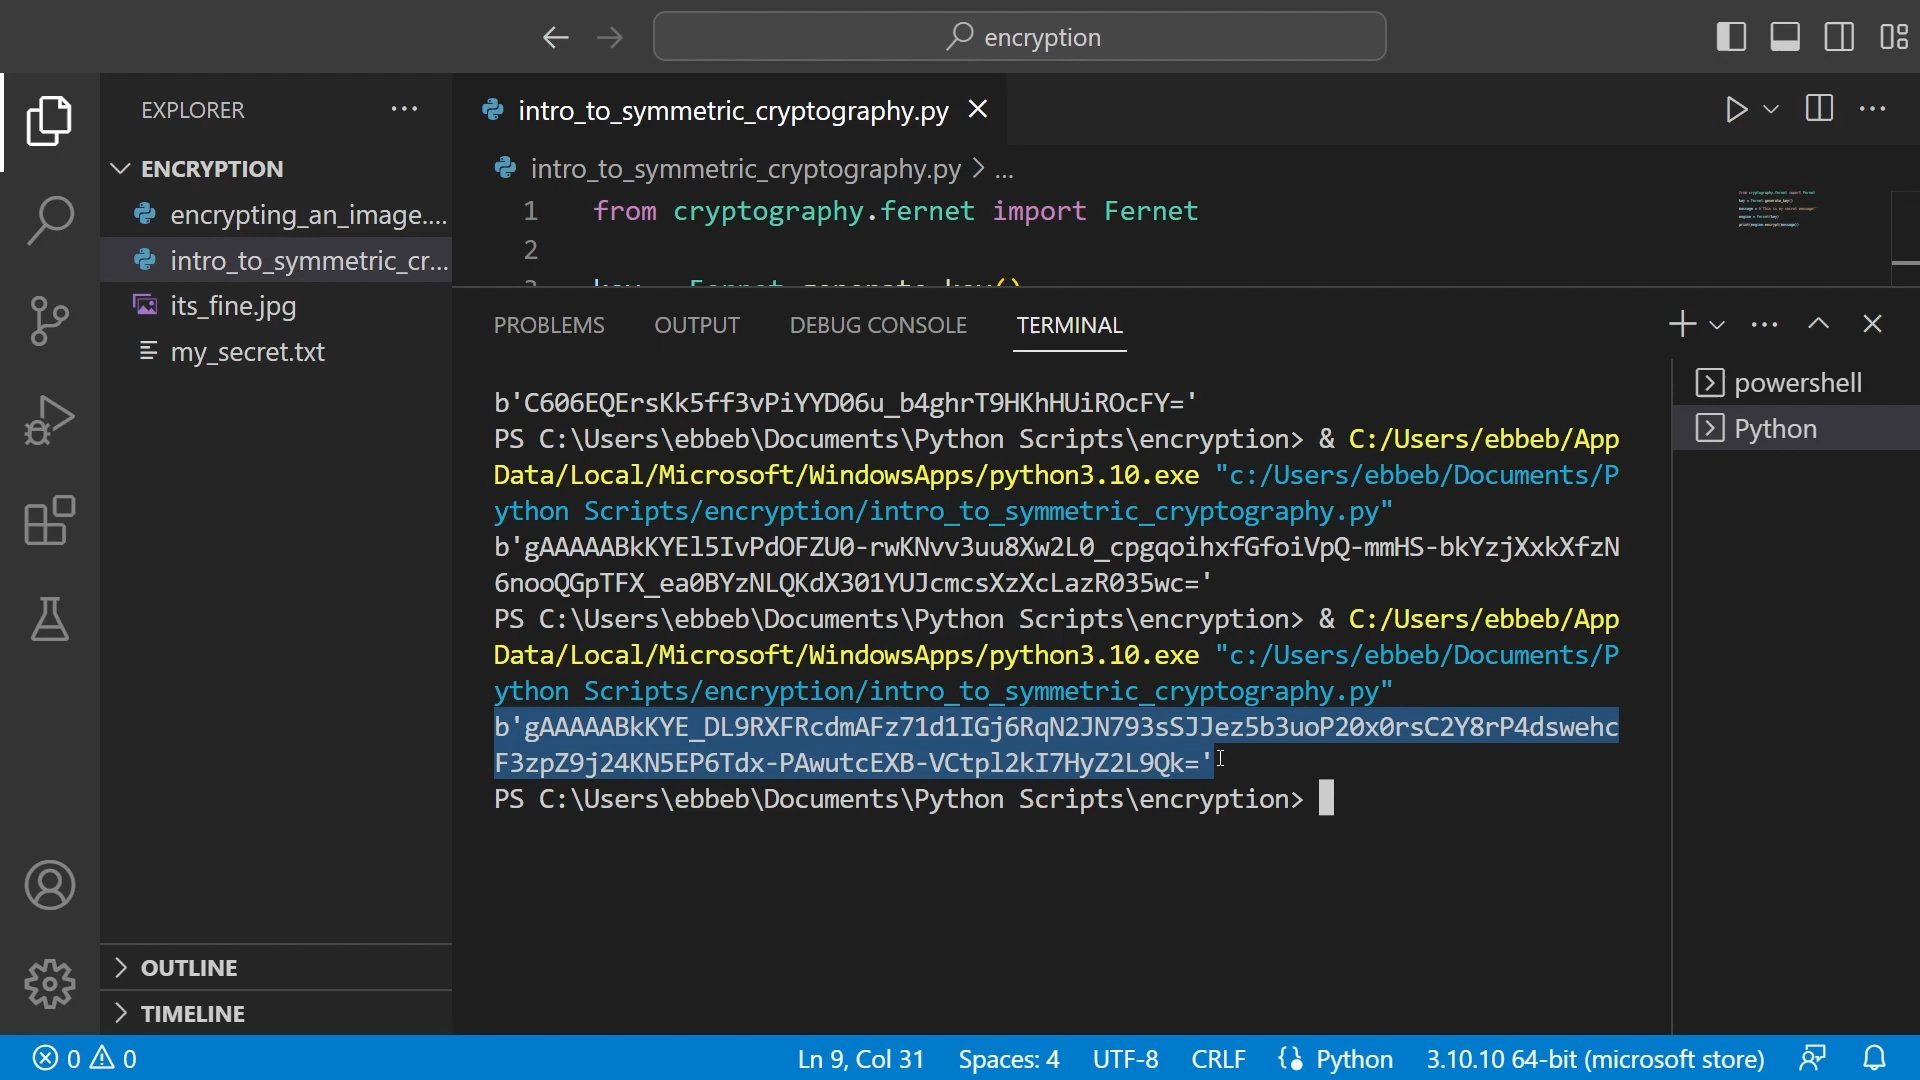 encryption
EXPLORER
ENCRYPTION
encrypting_an_image....
intro_to_symmetric_cr...
its_fine.jpg
my_secret.txt
OUTLINE
TIMELINE
intro_to_symmetric_cryptography.py
intro_to_symmetric_cryptography.py > ...
1 from cryptography.fernet import Fernet
2
3 key = Fernet.generate_key()
PROBLEMS OUTPUT DEBUG CONSOLE TERMINAL
b'C606EQErsKk5ff3vPiYYD06u_b4ghrT9HKhHUiROcFY='
PS C:\Users\ebbeb\Documents\Python Scripts\encryption> & C:/Users/ebbeb/App
Data/Local/Microsoft/WindowsApps/python3.10.exe "c:/Users/ebbeb/Documents/P
ython Scripts/encryption/intro_to_symmetric_cryptography.py"
b'gAAAAABkKYEl5IvPdOFZU0-rwKNvv3uu8Xw2L0_cpgqoihxfGfoiVpQ-mmHS-bkYzjXxkXfzN
6nooQGpTFX_ea0BYzNLQKdX301YUJcmcsXzXcLazR035wc='
PS C:\Users\ebbeb\Documents\Python Scripts\encryption> & C:/Users/ebbeb/App
Data/Local/Microsoft/WindowsApps/python3.10.exe "c:/Users/ebbeb/Documents/P
ython Scripts/encryption/intro_to_symmetric_cryptography.py"
b'gAAAAABkKYE_DL9RXFRcdmAFz71d1IGj6RqN2JN793sSJJez5b3uoP20x0rsC2Y8rP4dswehc
F3zpZ9j24KN5EP6Tdx-PAwutcEXB-VCtpl2kI7HyZ2L9Qk='
PS C:\Users\ebbeb\Documents\Python Scripts\encryption>
powershell
Python
0 0 Ln 9, Col 31 Spaces: 4 UTF-8 CRLF Python 3.10.10 64-bit (microsoft store)